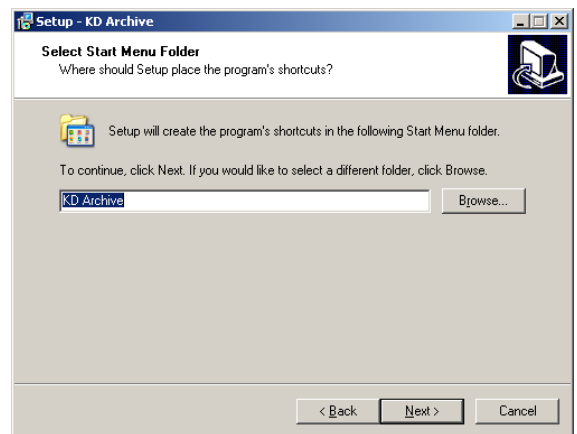 Setup - KD Archive
Select Start Menu Folder
Where should Setup place the program's shortcuts?
Setup will create the program's shortcuts in the following Start Menu folder.
To continue, click Next. If you would like to select a different folder, click Browse.
KD Archive
Browse...
< Back
Next >
Cancel